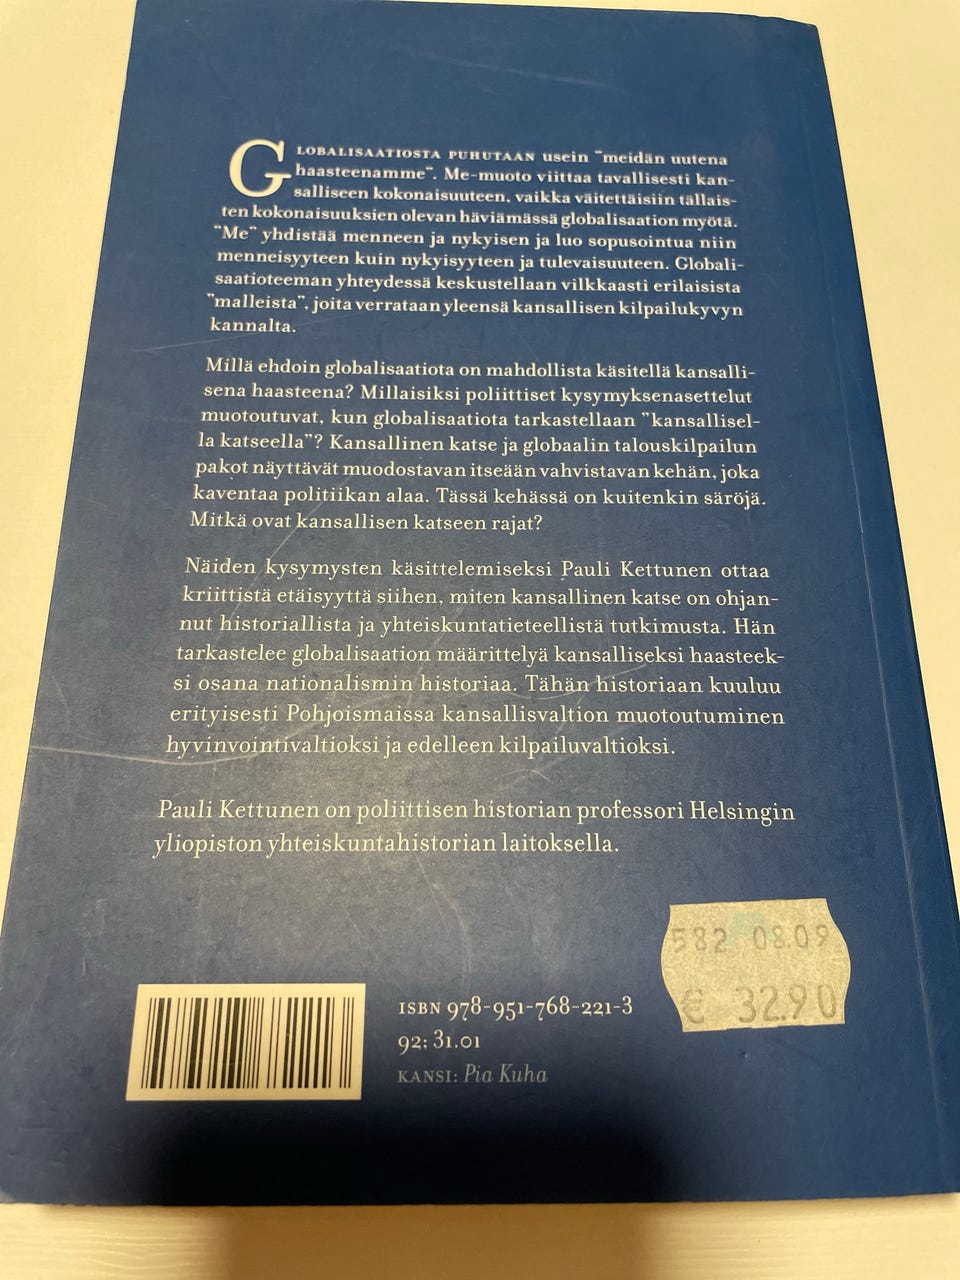 GLOBALISAATIOSTA PUHUTAAN usein "meidän uutena
haasteenamme". Me-muoto viittaa tavallisesti kan-
salliseen kokonaisuuteen, vaikka väitettäisiin tällais-
ten kokonaisuuksien olevan häviämässä globalisaation myötä.
"Me" yhdistää menneen ja nykyisen ja luo sopusointua niin
menneisyyteen kuin nykyisyyteen ja tulevaisuuteen. Globali-
saatioteeman yhteydessä keskustellaan vilkkaasti erilaisista
"malleista", joita verrataan yleensä kansallisen kilpailukyvyn
kannalta.
Millä ehdoin globalisaatiota on mahdollista käsitellä kansalli-
sena haasteena? Millaisiksi poliittiset kysymyksenasettelut
muotoutuvat, kun globalisaatiota tarkastellaan "kansallisel-
la katseella"? Kansallinen katse ja globaalin talouskilpailun
pakot näyttävät muodostavan itseään vahvistavan kehän, joka
kaventaa politiikan alaa. Tässä kehässä on kuitenkin säröjä.
Mitkä ovat kansallisen katseen rajat?
Näiden kysymysten käsittelemiseksi Pauli Kettunen ottaa
kriittistä etäisyyttä siihen, miten kansallinen katse on ohjan-
nut historiallista ja yhteiskuntatieteellistä tutkimusta. Hän
tarkastelee globalisaation määrittelyä kansalliseksi haasteek-
si osana nationalismin historiaa. Tähän historiaan kuuluu
erityisesti Pohjoismaissa kansallisvaltion muotoutuminen
hyvinvointivaltioksi ja edelleen kilpailuvaltioksi.
Pauli Kettunen on poliittisen historian professori Helsingin
yliopiston yhteiskuntahistorian laitoksella.
582 08.09
€ 32.90
ISBN 978-951-768-221-3
92; 31.01
KANSI: Pia Kuha